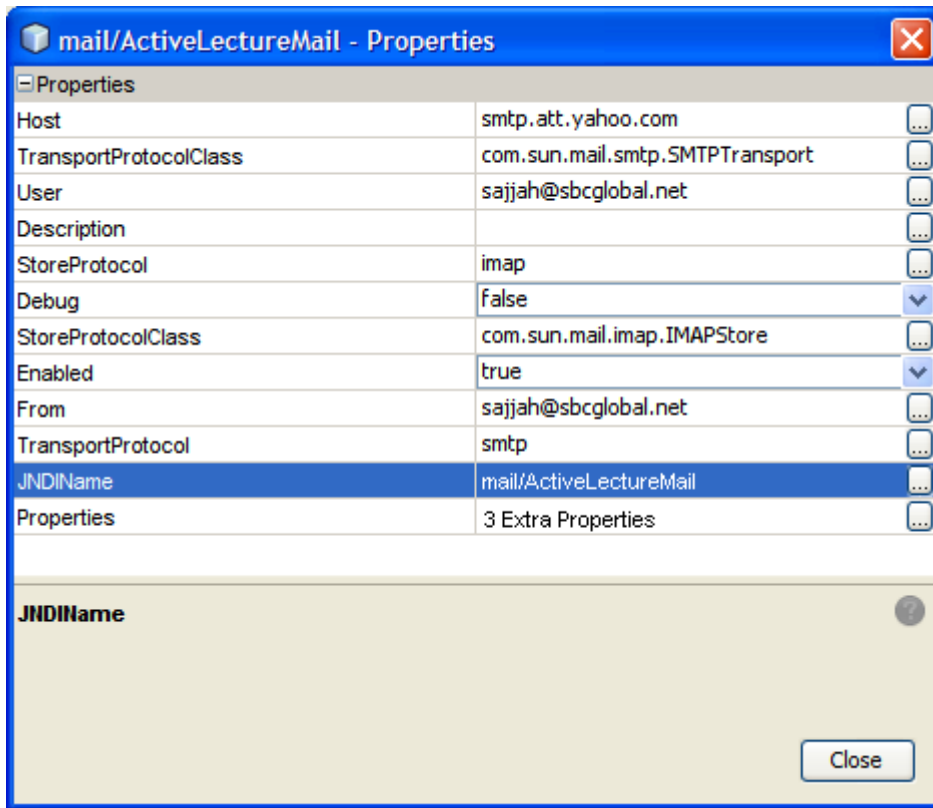 mail/ActiveLectureMail - Properties
Properties
Host smtp.att.yahoo.com ...
TransportProtocolClass com.sun.mail.smtp.SMTPTransport ...
User sajjah@sbcglobal.net ...
Description ...
StoreProtocol imap ...
Debug false
StoreProtocolClass com.sun.mail.imap.IMAPStore ...
Enabled true
From sajjah@sbcglobal.net ...
TransportProtocol smtp ...
JNDIName mail/ActiveLectureMail ...
Properties 3 Extra Properties ...
JNDIName ?
Close